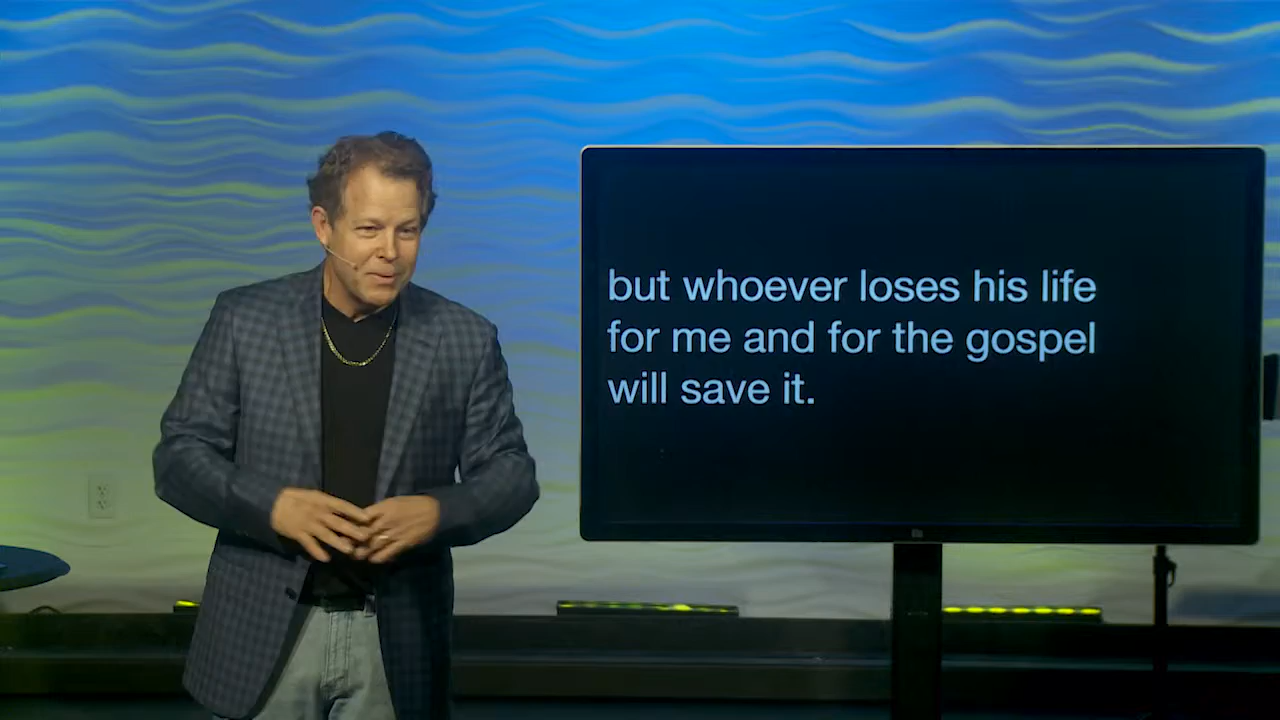 but whoever loses his life
for me and for the gospel
will save it.